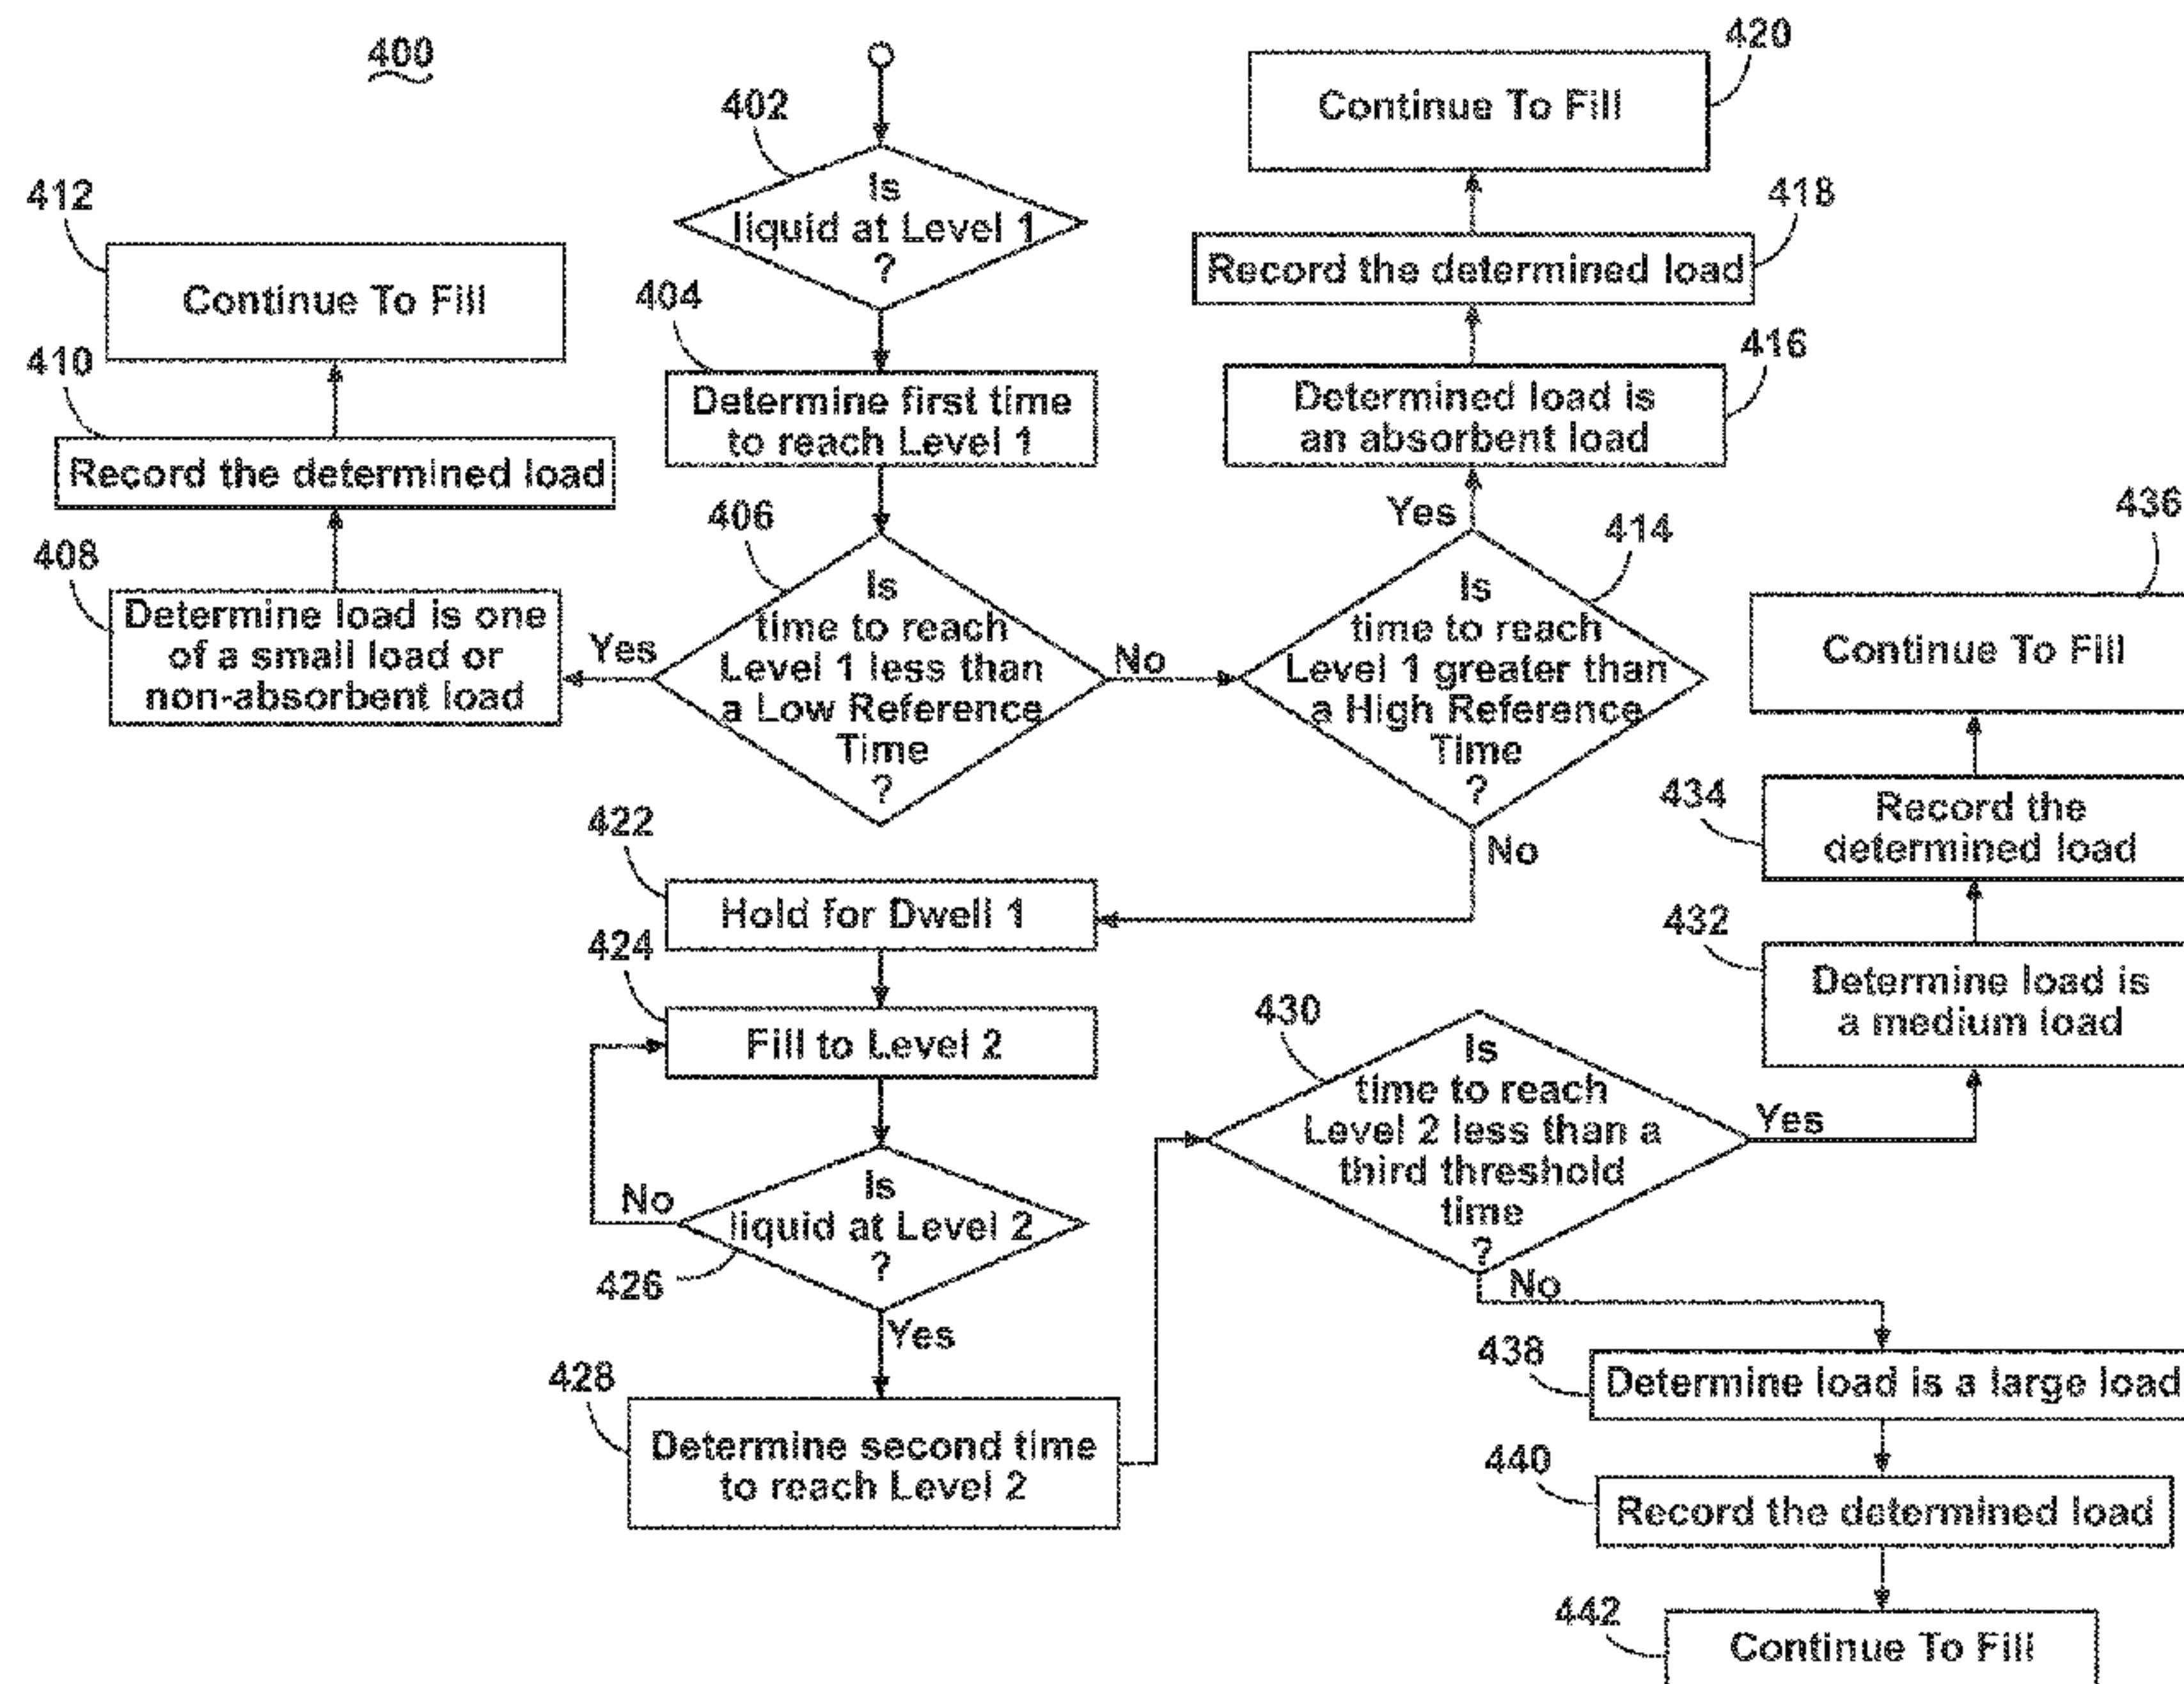 400
402
Is
liquid at Level 1
?
404
Determine first time
to reach Level 1
406
Is
time to reach
Level 1 less than
a Low Reference
Time
?
Yes
No
408
Determine load is one
of a small load or
non-absorbent load
410
Record the determined load
412
Continue To Fill
414
Is
time to reach
Level 1 greater than
a High Reference
Time
?
Yes
No
416
Determined load is
an absorbent load
418
Record the determined load
420
Continue To Fill
422
Hold for Dwell 1
424
Fill to Level 2
426
Is
liquid at Level 2
?
No
Yes
428
Determine second time
to reach Level 2
430
Is
time to reach
Level 2 less than a
third threshold
time
?
Yes
No
432
Determine load is
a medium load
434
Record the
determined load
436
Continue To Fill
438
Determine load is a large load
440
Record the determined load
442
Continue To Fill